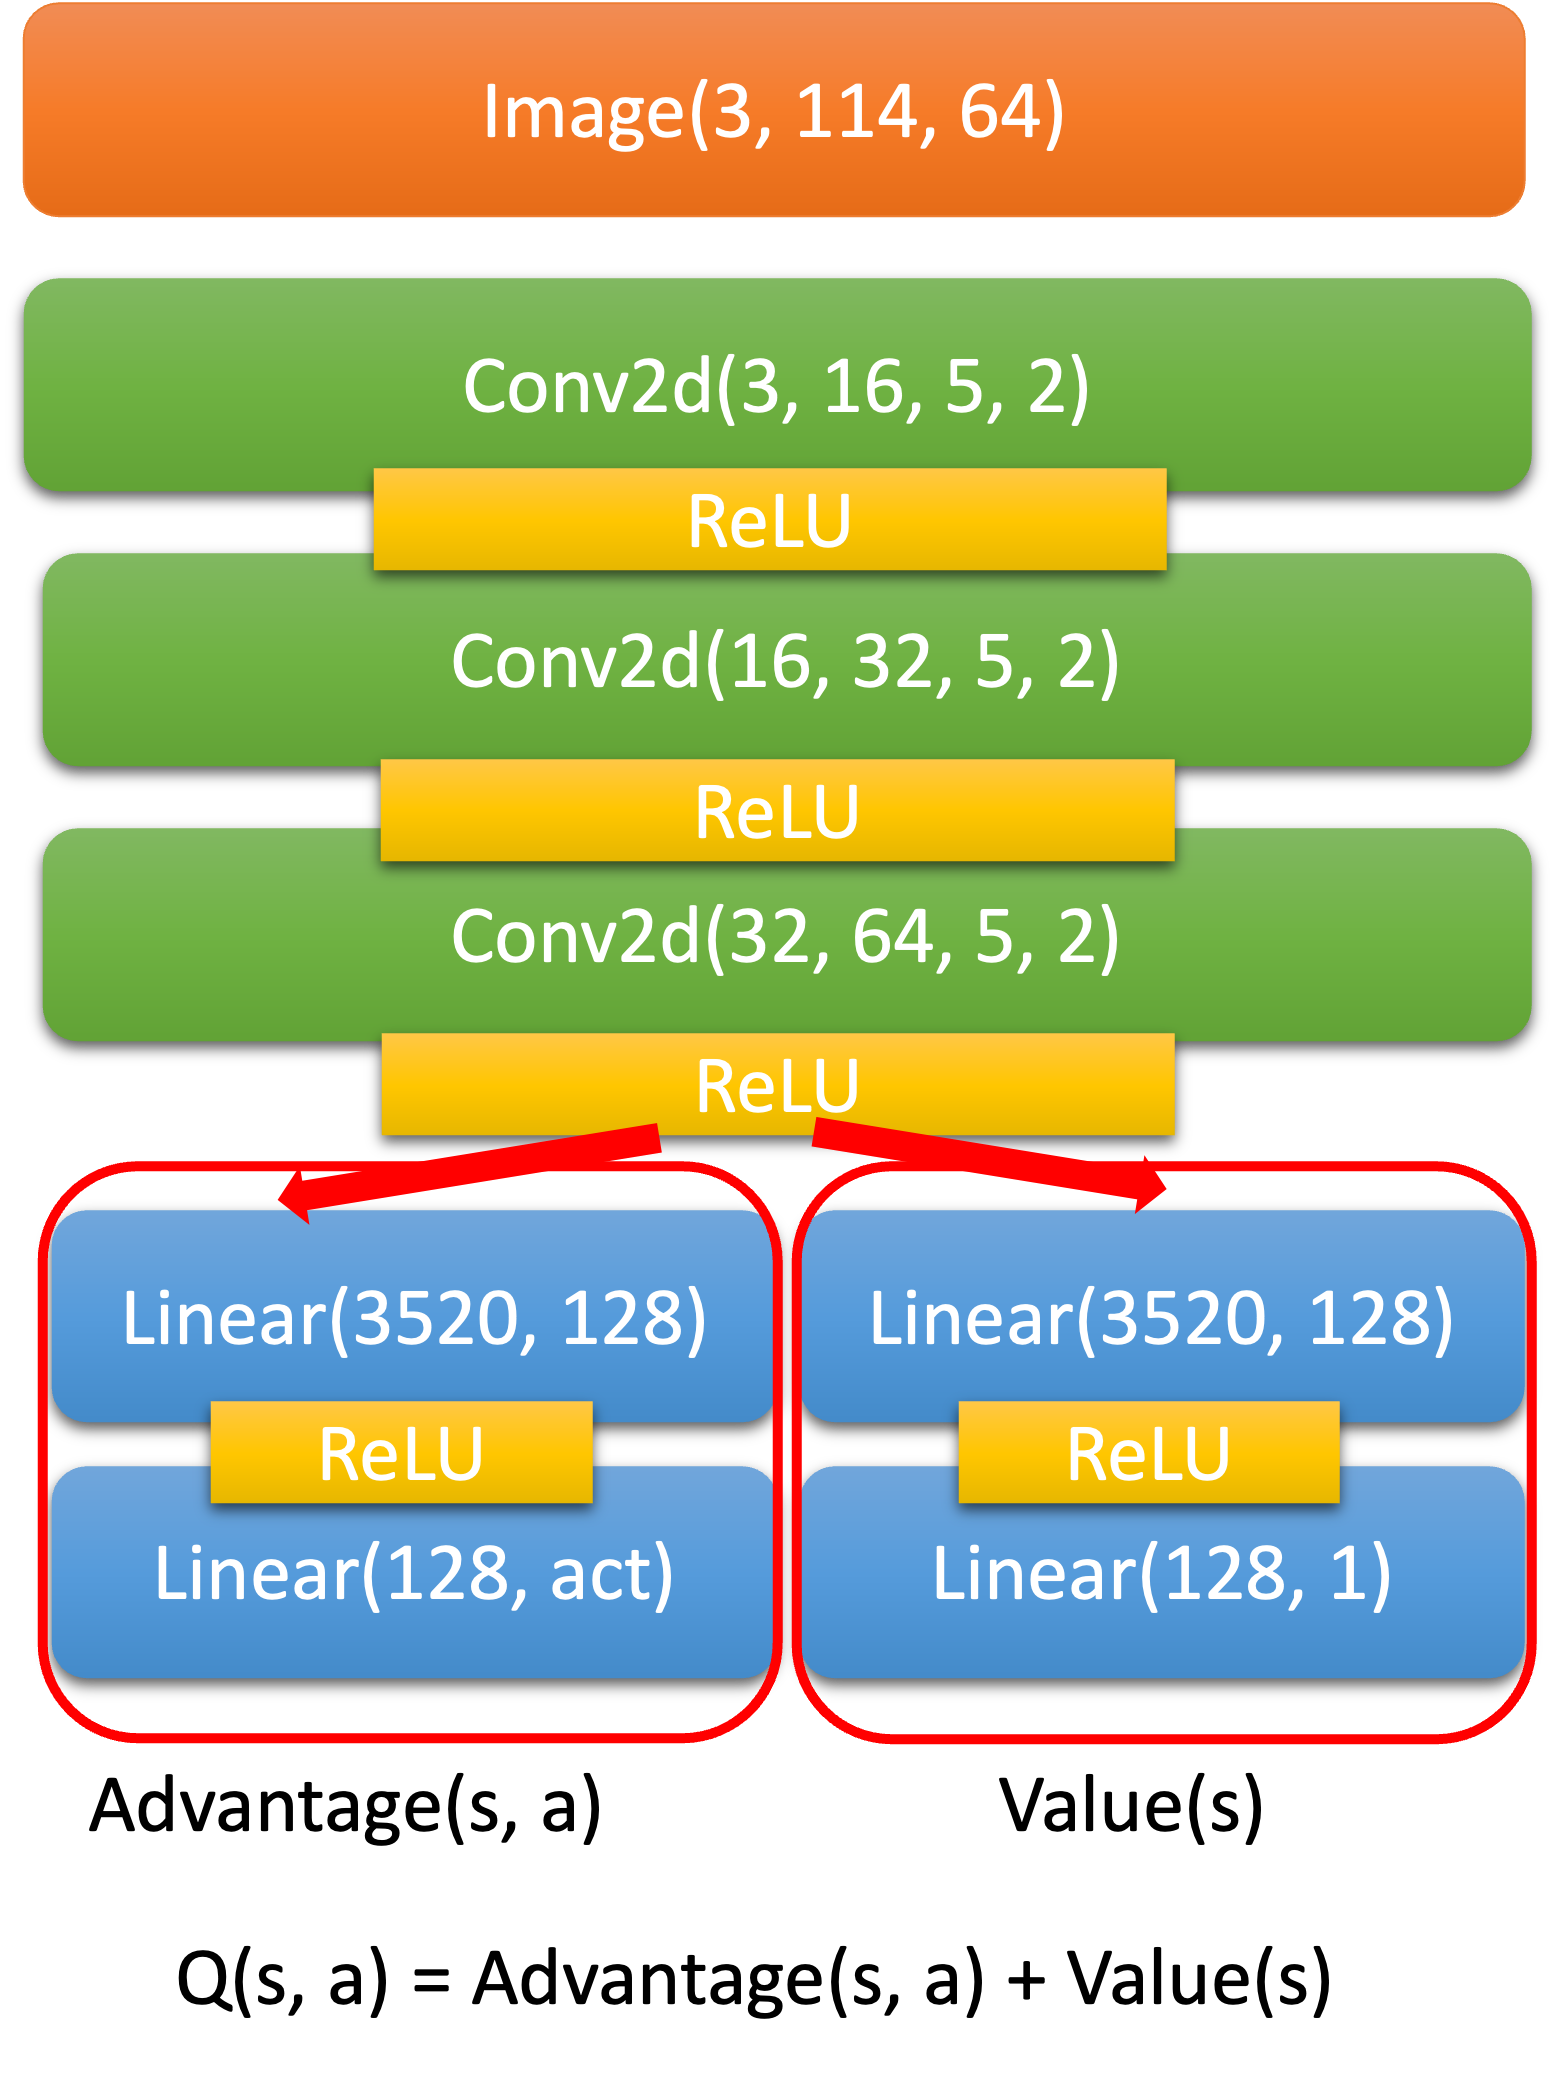 Image(3, 114, 64)
Conv2d(3, 16, 5, 2)
ReLU
Conv2d(16, 32, 5, 2)
ReLU
Conv2d(32, 64, 5, 2)
ReLU
Linear(3520, 128)
ReLU
Linear(128, act)
Advantage(s, a)
Linear(3520, 128)
ReLU
Linear(128, 1)
Value(s)
Q(s, a) = Advantage(s, a) + Value(s)